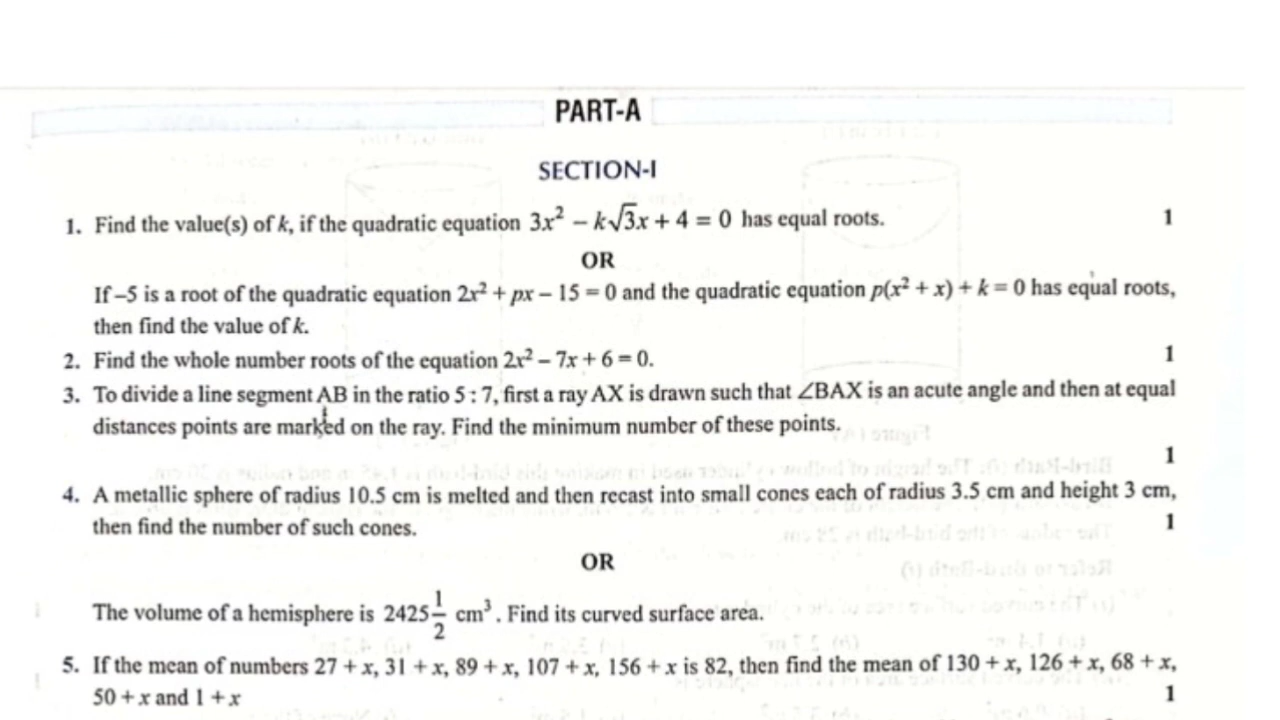 PART-A
SECTION-I
1. Find the value(s) of k, if the quadratic equation 3x² – k√3x + 4 = 0 has equal roots. 1
OR
If –5 is a root of the quadratic equation 2x² + px – 15 = 0 and the quadratic equation p(x² + x) + k = 0 has equal roots,
then find the value of k.
2. Find the whole number roots of the equation 2x² – 7x + 6 = 0. 1
3. To divide a line segment AB in the ratio 5 : 7, first a ray AX is drawn such that ∠BAX is an acute angle and then at equal
distances points are marked on the ray. Find the minimum number of these points.
1
4. A metallic sphere of radius 10.5 cm is melted and then recast into small cones each of radius 3.5 cm and height 3 cm,
then find the number of such cones. 1
OR
The volume of a hemisphere is 2425 1/2 cm³. Find its curved surface area.
5. If the mean of numbers 27 + x, 31 + x, 89 + x, 107 + x, 156 + x is 82, then find the mean of 130 + x, 126 + x, 68 + x,
50 + x and 1 + x 1